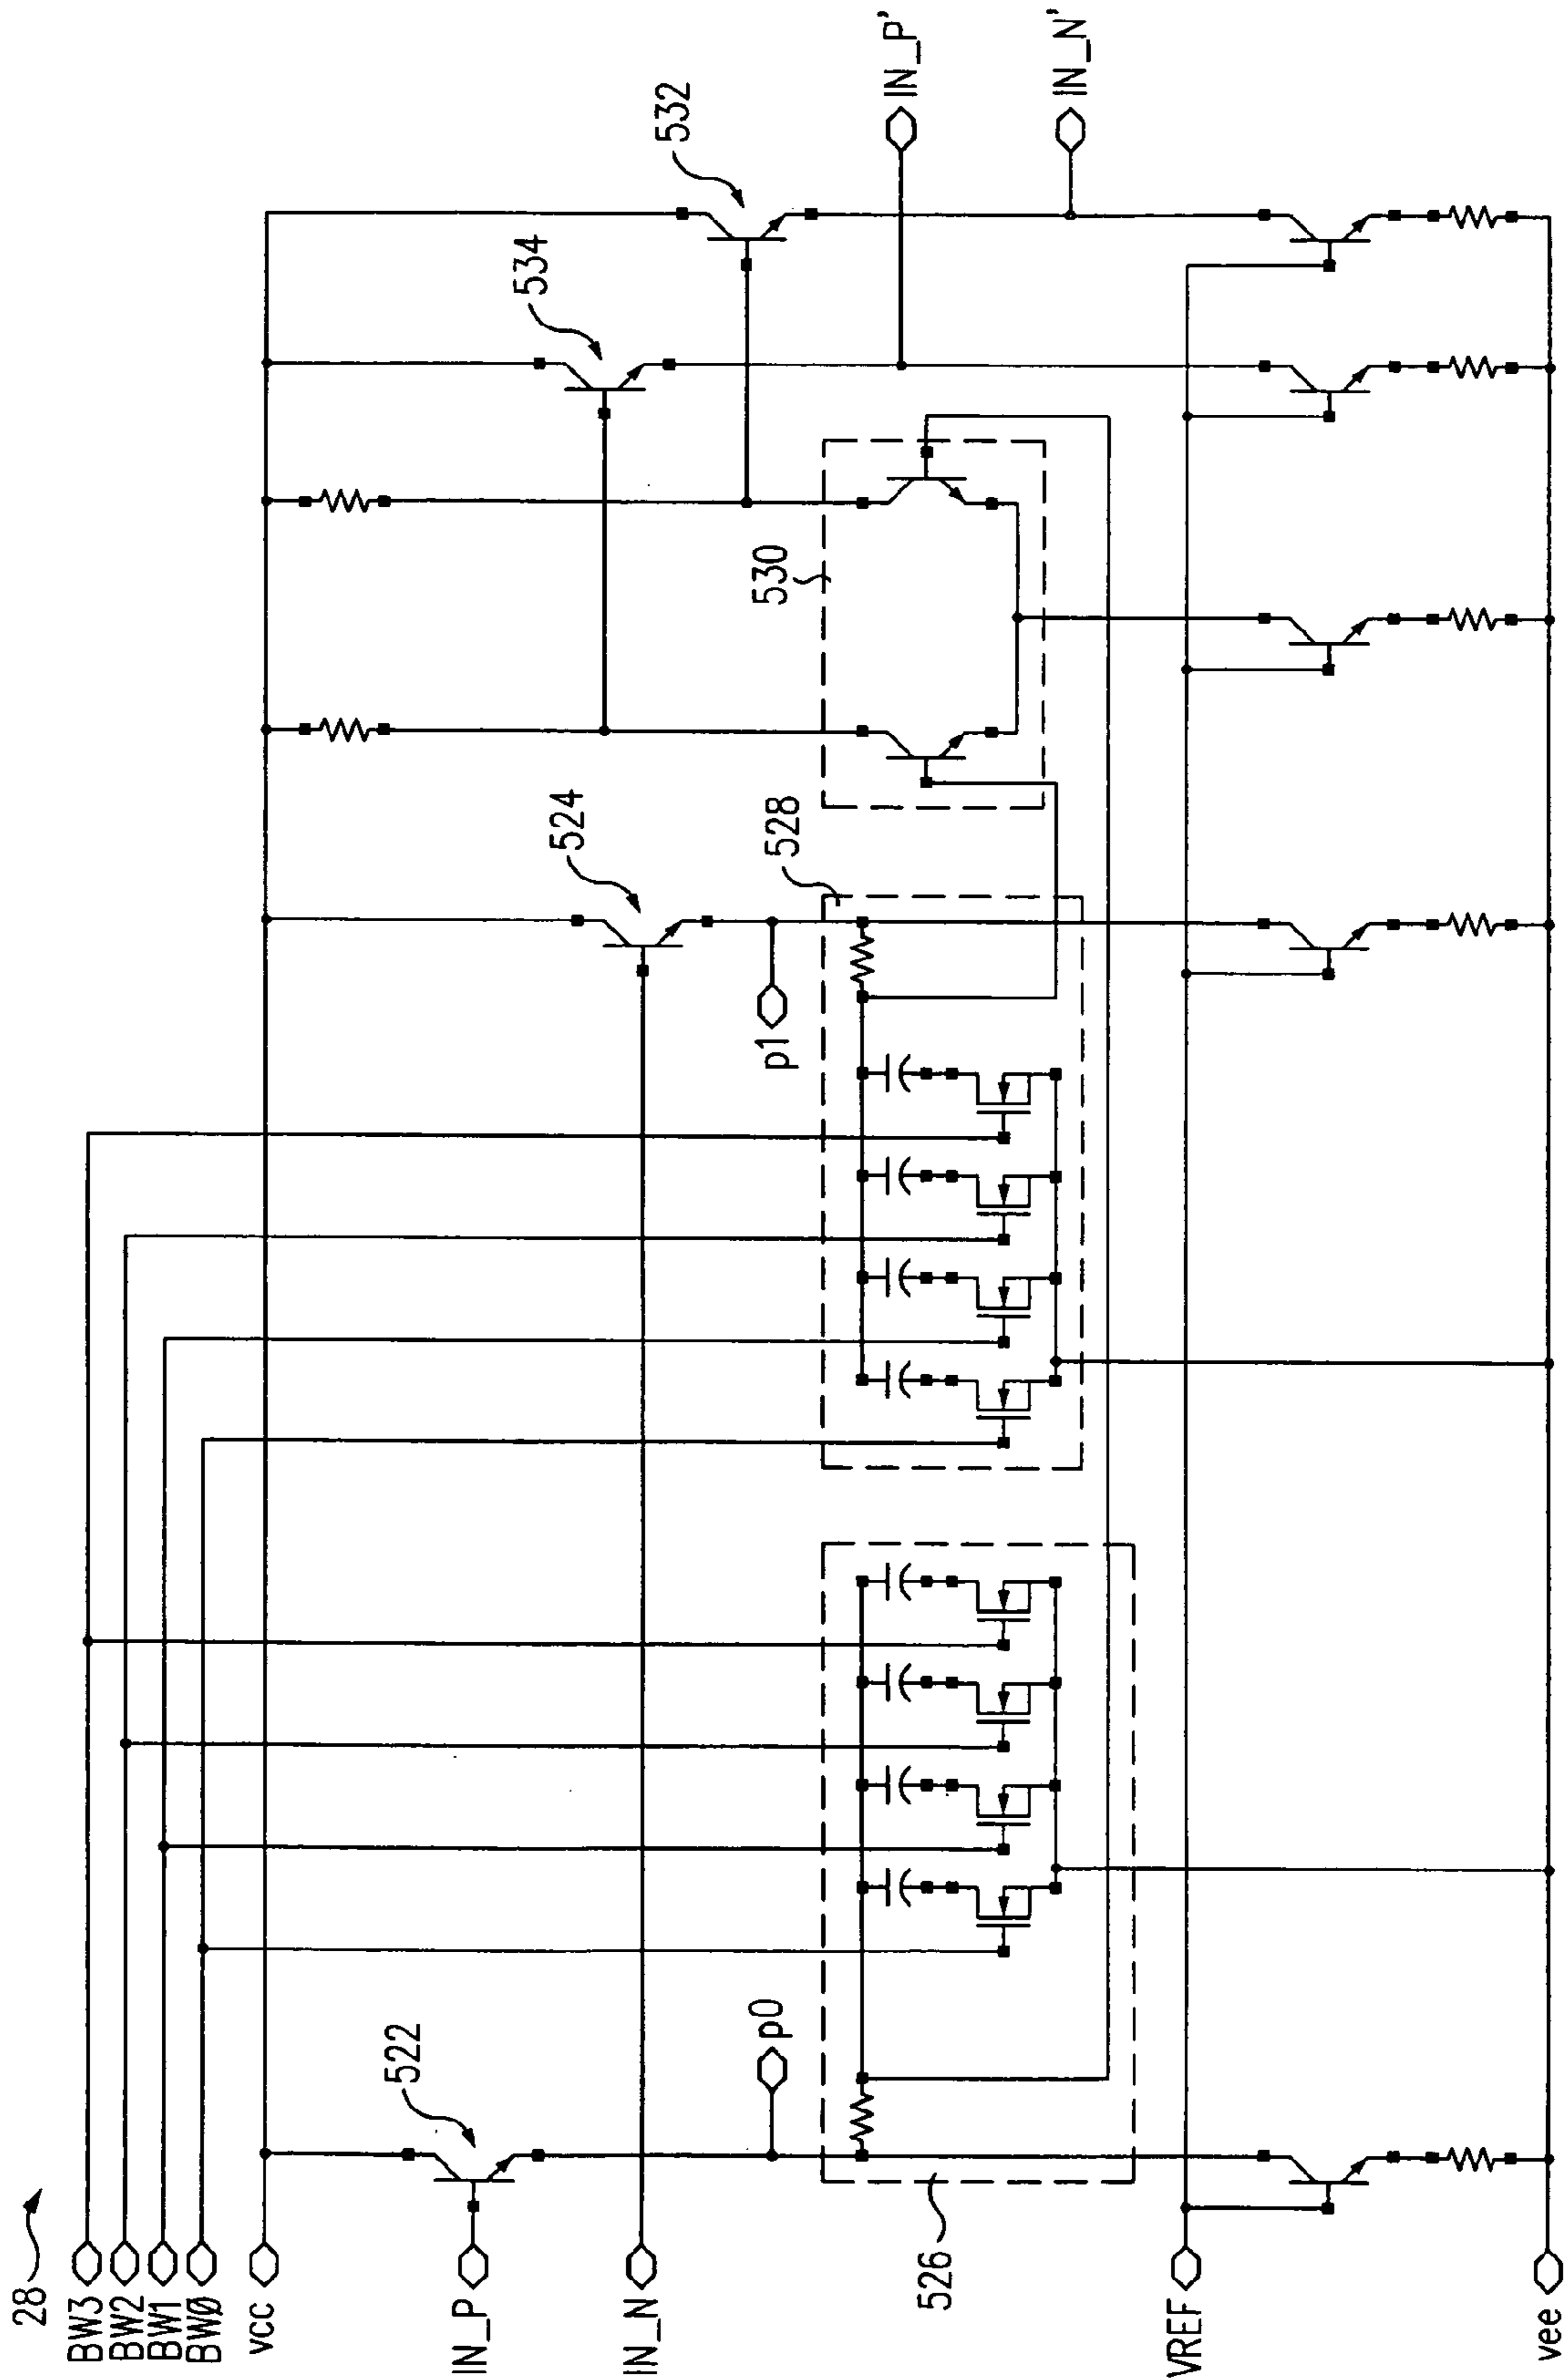 28
BW3
BW2
BW1
BWØ
vcc
IN_P
IN_N
VREF
vee
522
p0
526
524
p1
528
530
534
532
IN_P'
IN_N'